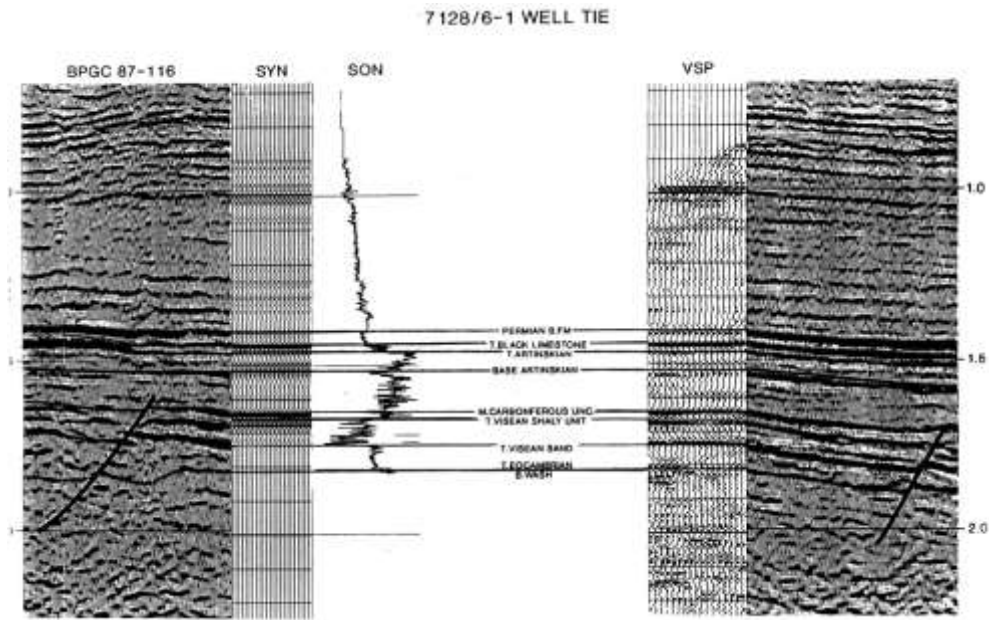 7128/6-1 WELL TIE
BPGC 87-116
SYN
SON
VSP
1.0
PERMIAN B.FM
T.BLACK LIMESTONE
T.ARTINSKIAN
1.5
BASE ARTINSKIAN
M.CARBONFEROUS UNC
T.VISEAN SHALY UNIT
T.VISEAN SAND
T.EOCAMBRIAN
B.WASH
2.0